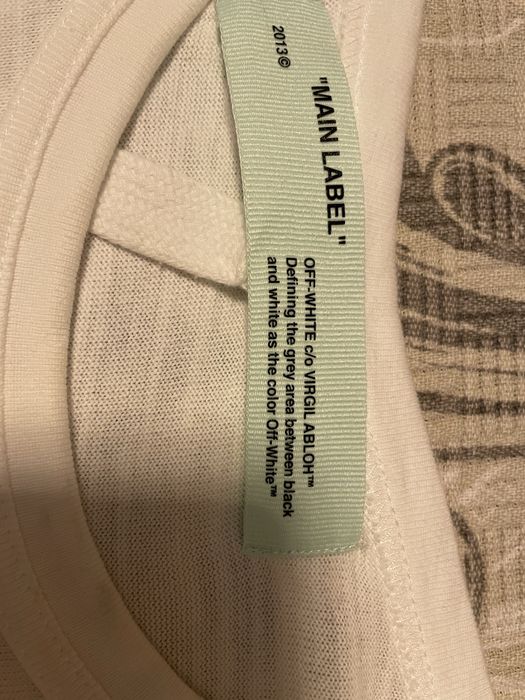 2013©
"MAIN LABEL"
OFF-WHITE c/o VIRGIL ABLOH™
Defining the grey area between black
and white as the color Off-White™